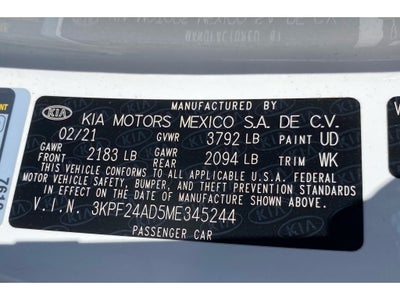 MANUFACTURED BY
KIA KIA MOTORS MEXICO S.A. DE C.V.
02/21 GVWR 3792 LB PAINT UD
GAWR FRONT 2183 LB GAWR REAR 2094 LB TRIM WK
THIS VEHICLE CONFORMS TO ALL APPLICABLE U.S.A. FEDERAL
MOTOR VEHICLE SAFETY, BUMPER, AND THEFT PREVENTION STANDARDS
IN EFFECT ON THE DATE OF MANUFACTURE SHOWN ABOVE.
V.I.N. 3KPF24AD5ME345244
PASSENGER CAR